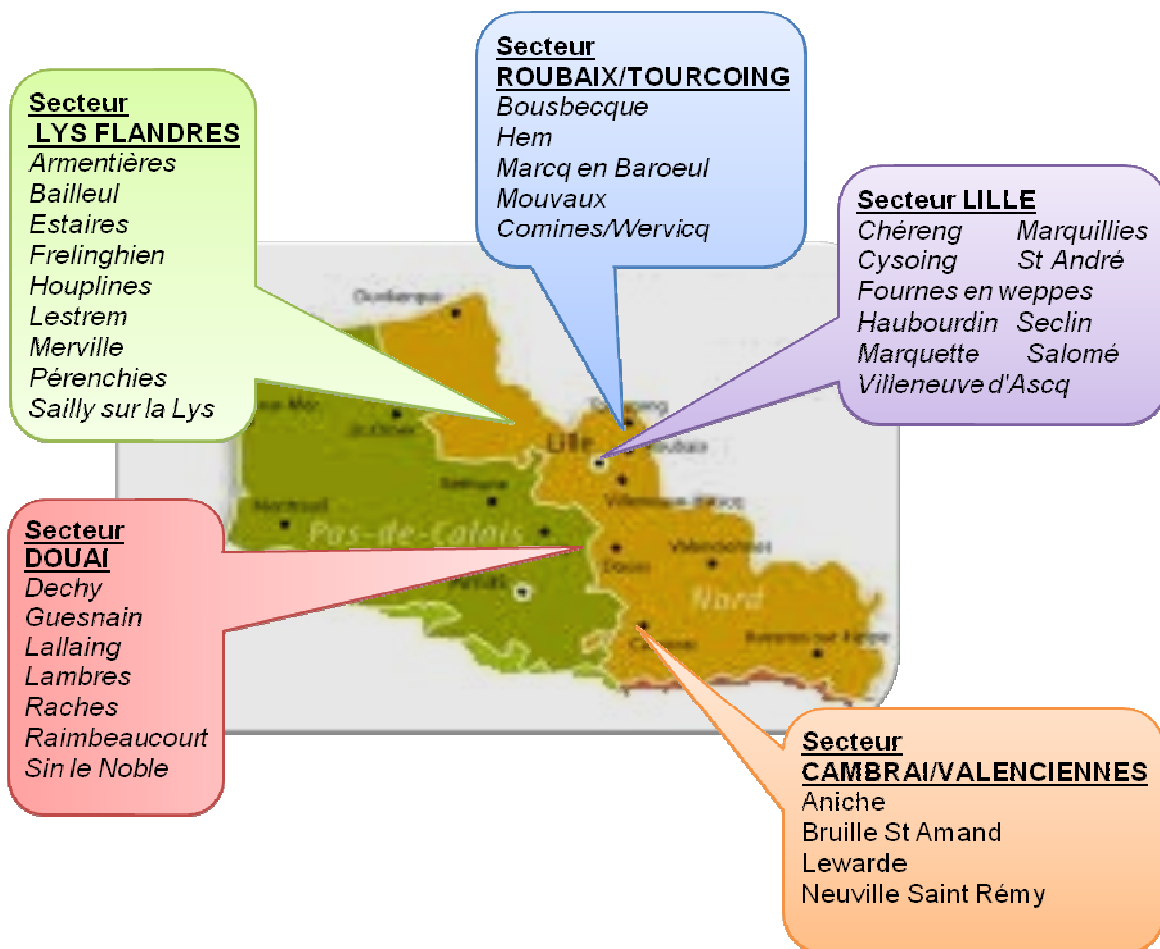 Secteur
LYS FLANDRES
Armentières
Bailleul
Estaires
Frelinghien
Houplines
Lestrem
Merville
Pérenchies
Sailly sur la Lys
Secteur
ROUBAIX/TOURCOING
Bousbecque
Hem
Marcq en Baroeul
Mouvaux
Comines/Wervicq
Secteur LILLE
Chéreng Marquillies
Cysoing St André
Fournes en weppes
Haubourdin Seclin
Marquette Salomé
Villeneuve d'Ascq
Lille
Pas-de-Calais
Nord
Douai
Valenciennes
Secteur
DOUAI
Dechy
Guesnain
Lallaing
Lambres
Raches
Raimbeaucourt
Sin le Noble
Secteur
CAMBRAI/VALENCIENNES
Aniche
Bruille St Amand
Lewarde
Neuville Saint Rémy